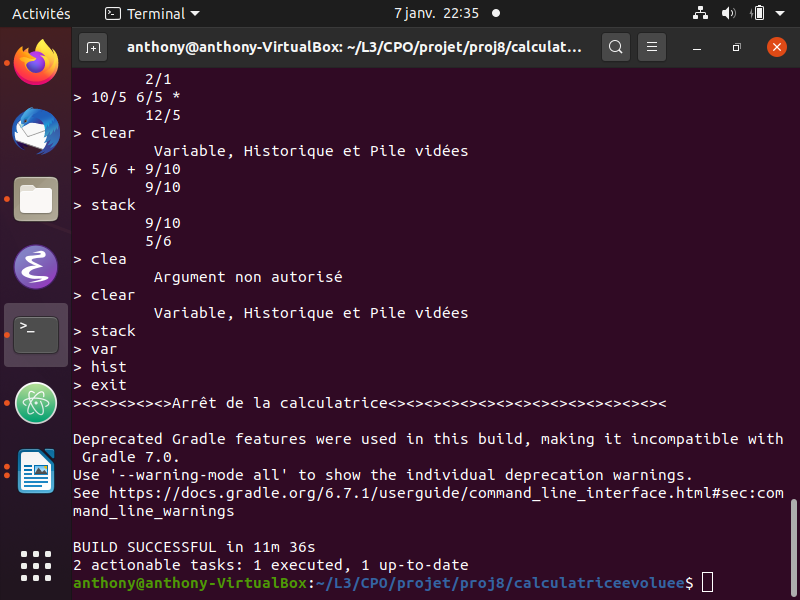 Activités
Terminal
7 janv. 22:35
anthony@anthony-VirtualBox: ~/L3/CPO/projet/proj8/calculat...
2/1
> 10/5 6/5 *
12/5
> clear
Variable, Historique et Pile vidées
> 5/6 + 9/10
9/10
> stack
9/10
5/6
> clea
Argument non autorisé
> clear
Variable, Historique et Pile vidées
> stack
> var
> hist
> exit
><><><><><>Arrêt de la calculatrice<><><><><><><><><><><><><><><><
Deprecated Gradle features were used in this build, making it incompatible with
Gradle 7.0.
Use '--warning-mode all' to show the individual deprecation warnings.
See https://docs.gradle.org/6.7.1/userguide/command_line_interface.html#sec:com
mand_line_warnings
BUILD SUCCESSFUL in 11m 36s
2 actionable tasks: 1 executed, 1 up-to-date
anthony@anthony-VirtualBox:~/L3/CPO/projet/proj8/calculatriceevoluee$